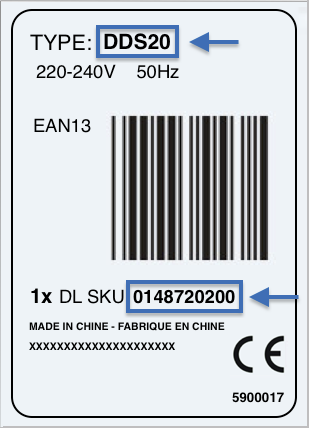 TYPE: DDS20
220-240V 50Hz
EAN13
1x DL SKU 0148720200
MADE IN CHINE - FABRIQUE EN CHINE
xxxxxxxxxxxxxxxxxxxxx
CE
5900017